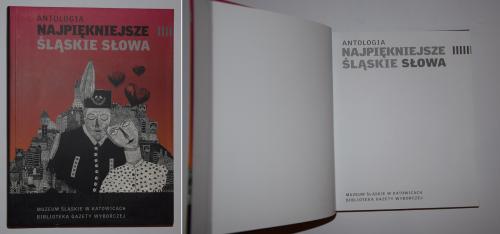 ANTOLOGIA
NAJPIĘKNIEJSZE
ŚLĄSKIE SŁOWA
MUZEUM ŚLĄSKIE W KATOWICACH
BIBLIOTEKA GAZETY WYBORCZEJ
ANTOLOGIA
NAJPIĘKNIEJSZE
ŚLĄSKIE SŁOWA
MUZEUM ŚLĄSKIE W KATOWICACH
BIBLIOTEKA GAZETY WYBORCZEJ